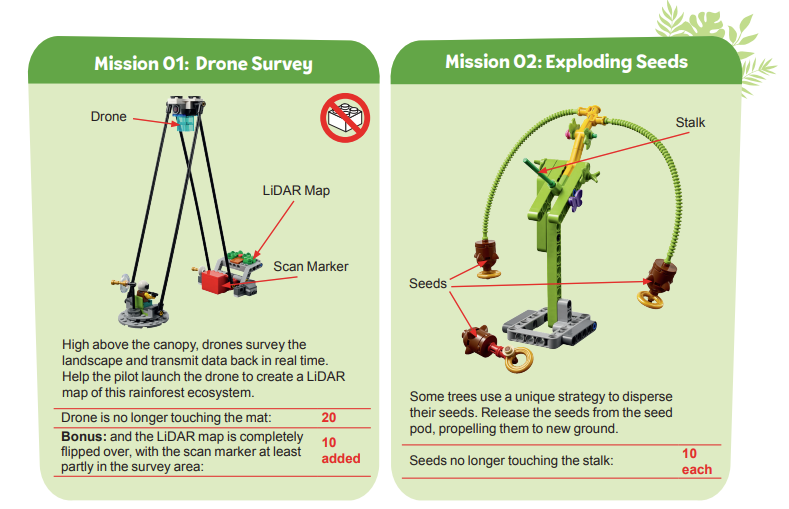 Mission 01: Drone Survey
Drone
LiDAR Map
Scan Marker
High above the canopy, drones survey the
landscape and transmit data back in real time.
Help the pilot launch the drone to create a LiDAR
map of this rainforest ecosystem.
Drone is no longer touching the mat: 20
Bonus: and the LiDAR map is completely
flipped over, with the scan marker at least
partly in the survey area:
10
added
Mission 02: Exploding Seeds
Stalk
Seeds
Some trees use a unique strategy to disperse
their seeds. Release the seeds from the seed
pod, propelling them to new ground.
Seeds no longer touching the stalk:
10
each